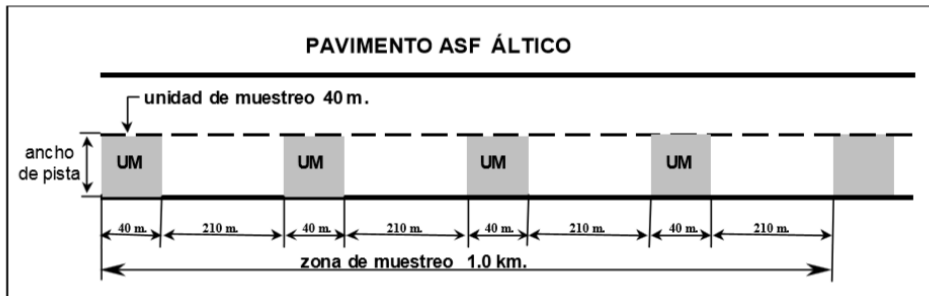 PAVIMENTO ASF ÁLTICO
unidad de muestreo 40 m.
ancho
de pista
UM UM UM UM
40 m. 210 m. 40 m. 210 m. 40 m. 210 m. 40 m. 210 m.
zona de muestreo 1.0 km.